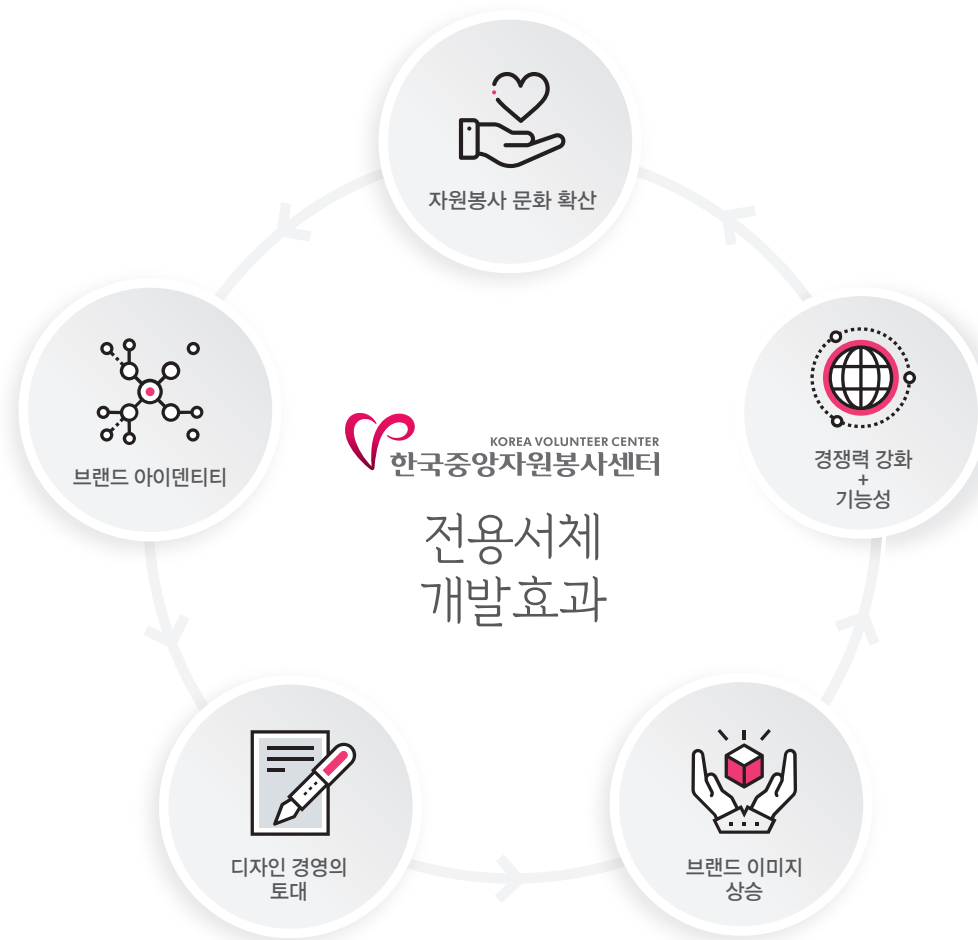 자원봉사 문화 확산
브랜드 아이덴티티
경쟁력 강화
+
기능성
KOREA VOLUNTEER CENTER
한국중앙자원봉사센터
전용서체
개발효과
디자인 경영의
토대
브랜드 이미지
상승